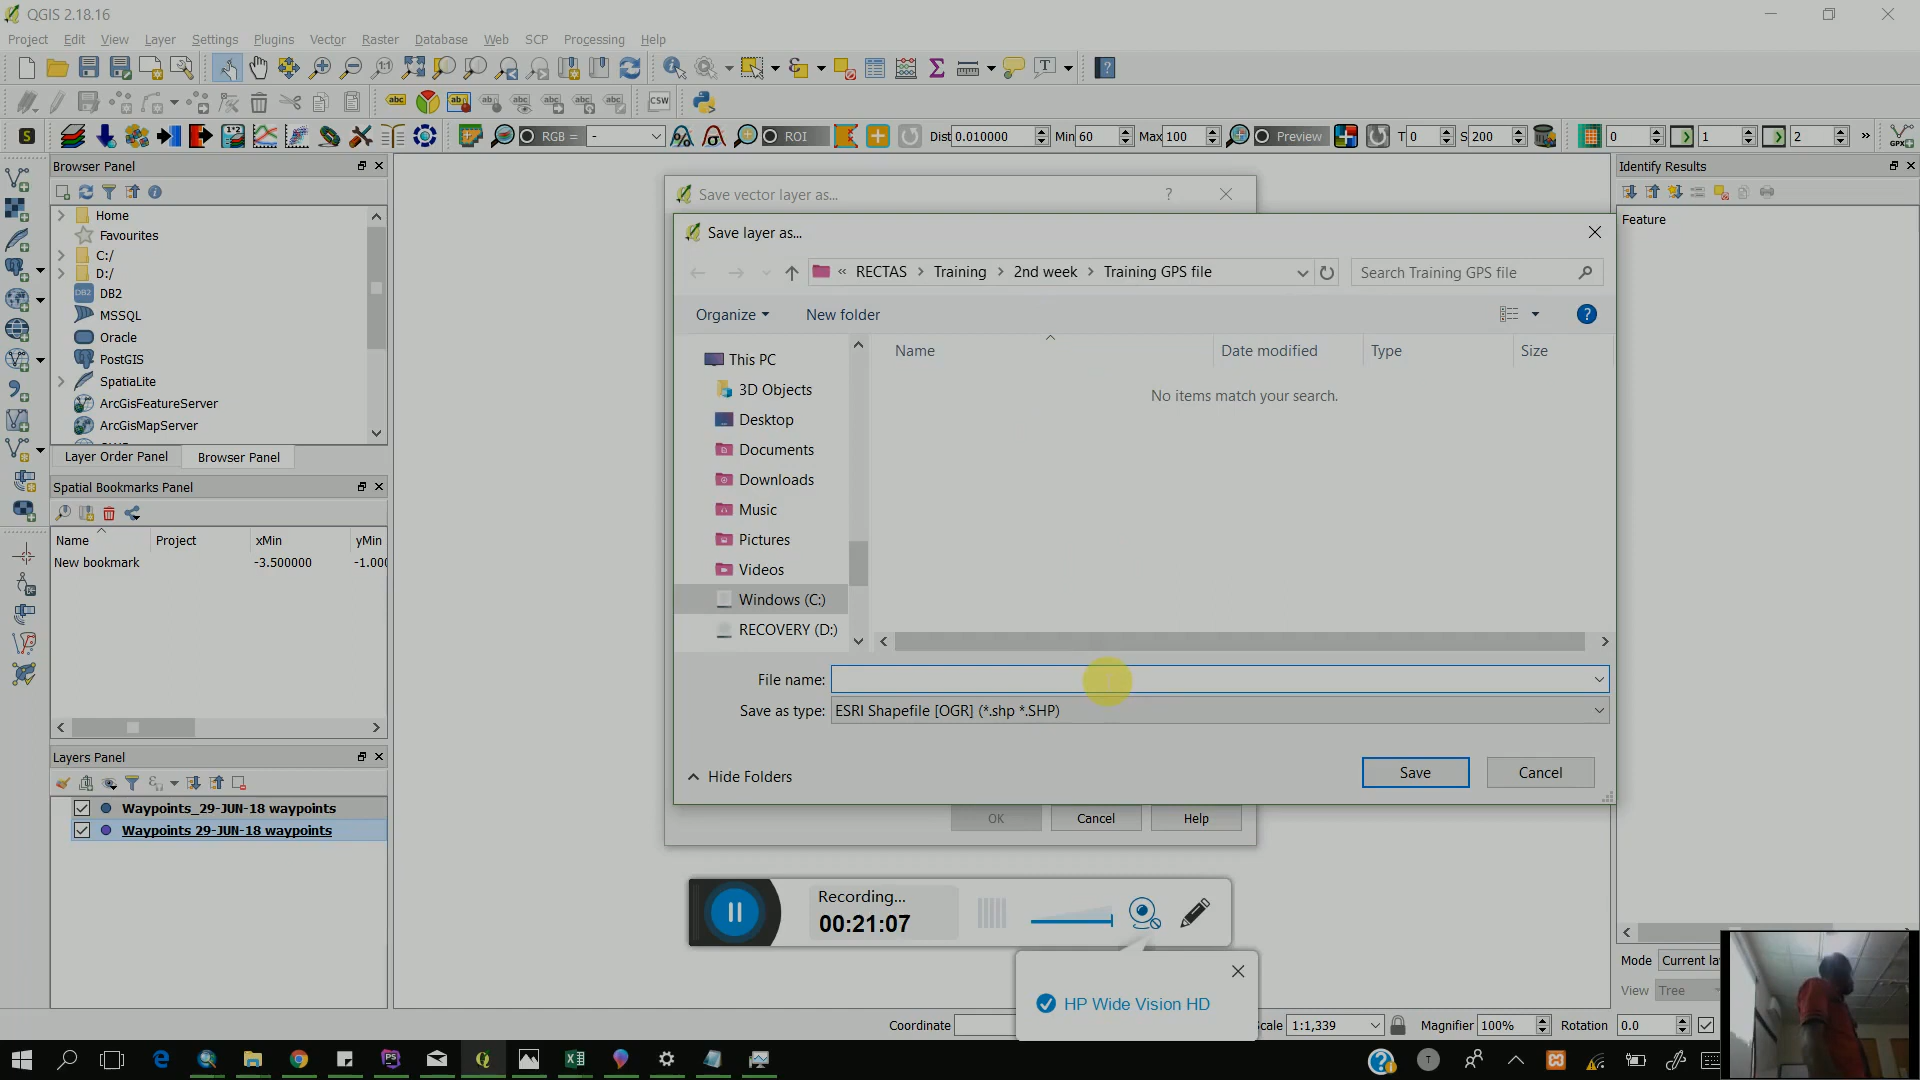 QGIS 2.18.16
Project Edit View Layer Settings Plugins Vector Raster Database Web SCP Processing Help
RGB = - ROI Dist 0.010000 Min 60 Max 100 Preview T 0 S 200 0 1 2 »
Browser Panel
Home
Favourites
C:/
D:/
DB2
MSSQL
Oracle
PostGIS
SpatiaLite
ArcGisFeatureServer
ArcGisMapServer
Layer Order Panel Browser Panel
Spatial Bookmarks Panel
Name Project xMin yMin
New bookmark -3.500000 -1.000
Layers Panel
Waypoints_29-JUN-18 waypoints
Waypoints 29-JUN-18 waypoints
Save vector layer as...
Save layer as...
« RECTAS Training 2nd week Training GPS file
Search Training GPS file
Organize New folder
This PC
3D Objects
Desktop
Documents
Downloads
Music
Pictures
Videos
Windows (C:)
RECOVERY (D:)
Name Date modified Type Size
No items match your search.
File name:
Save as type: ESRI Shapefile [OGR] (*.shp *.SHP)
Hide Folders
Save Cancel
OK Cancel Help
Recording...
00:21:07
HP Wide Vision HD
Identify Results
Feature
Mode Current la
View Tree
Coordinate cale 1:1,339 Magnifier 100% Rotation 0.0